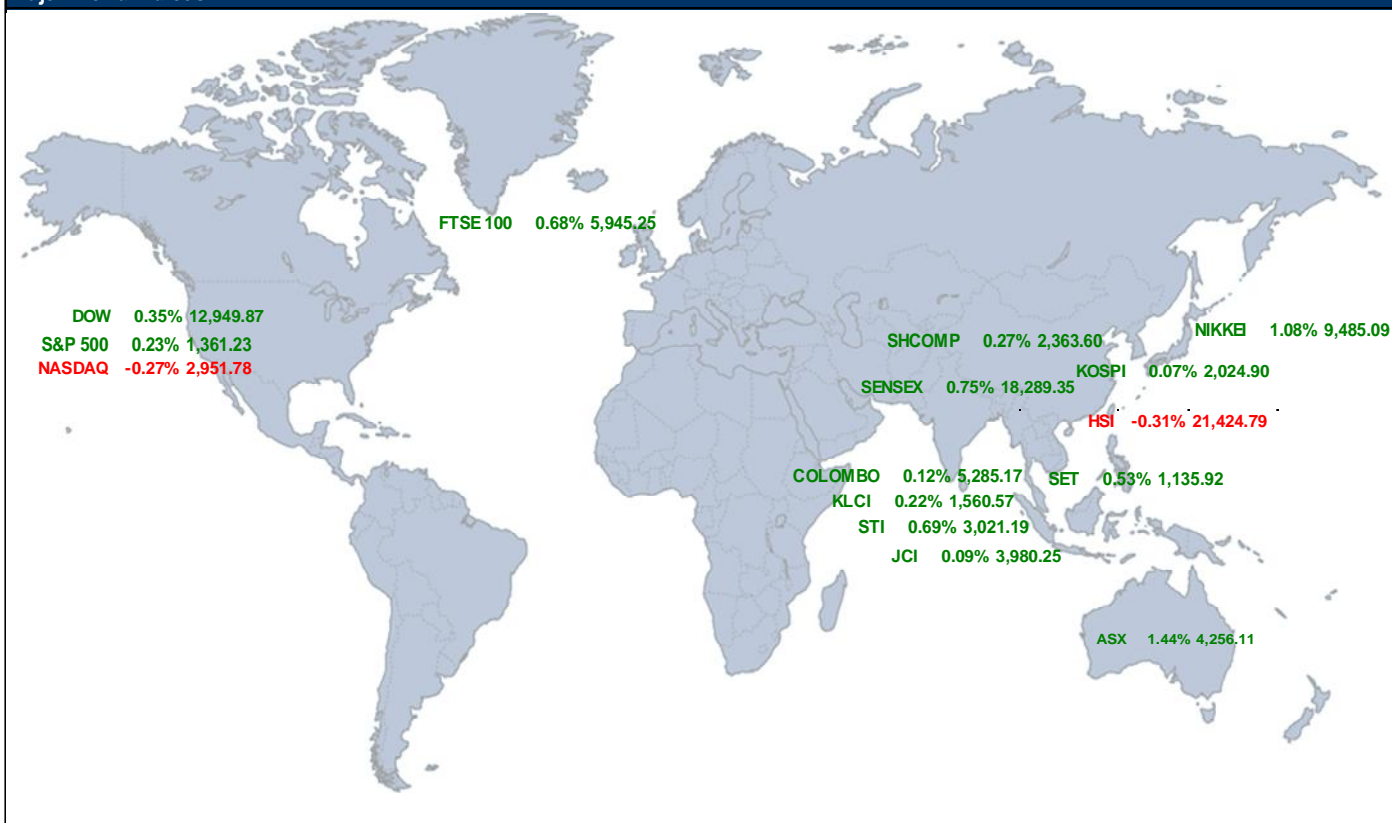 FTSE 100 0.68% 5,945.25
DOW 0.35% 12,949.87
S&P 500 0.23% 1,361.23
NASDAQ -0.27% 2,951.78
NIKKEI 1.08% 9,485.09
SHCOMP 0.27% 2,363.60
KOSPI 0.07% 2,024.90
SENSEX 0.75% 18,289.35
HSI -0.31% 21,424.79
COLOMBO 0.12% 5,285.17
SET 0.53% 1,135.92
KLCI 0.22% 1,560.57
STI 0.69% 3,021.19
JCI 0.09% 3,980.25
ASX 1.44% 4,256.11